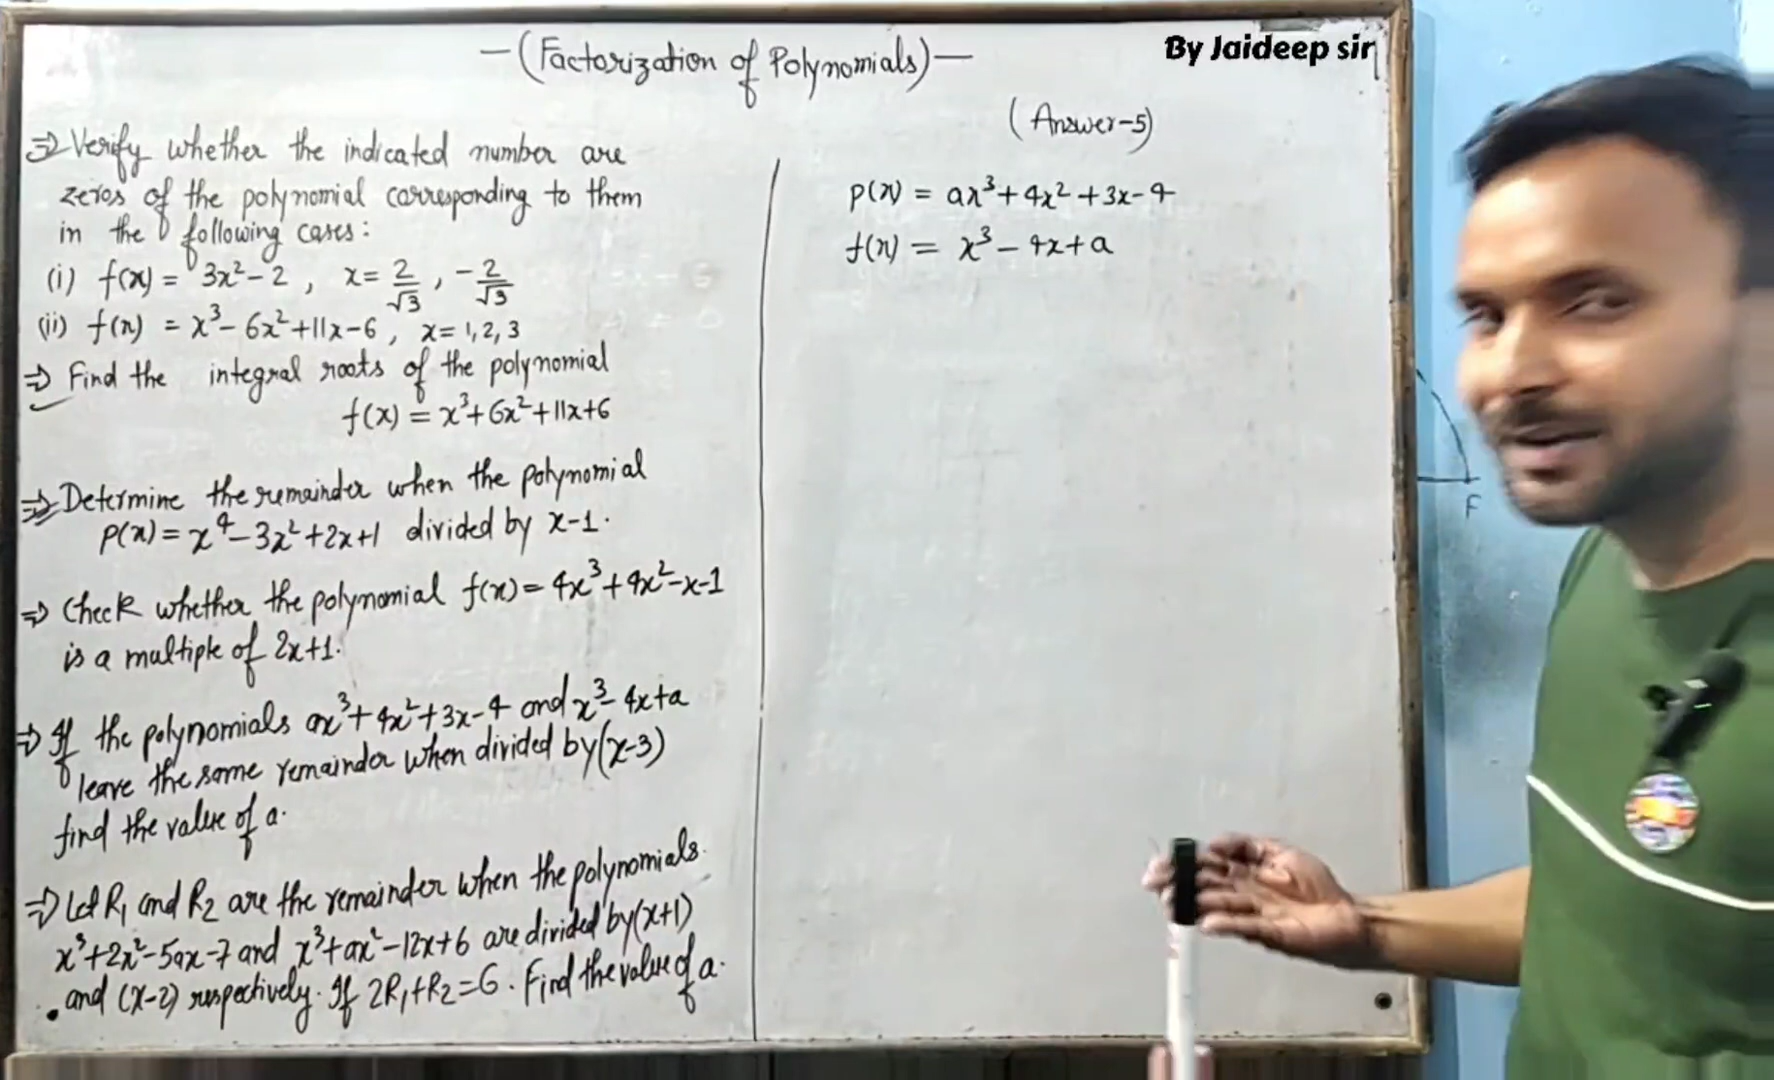 -(Factorization of Polynomials)-
By Jaideep sir
⇒ Verify whether the indicated number are
zeros of the polynomial corresponding to them
in the following cases:
(i) f(x) = 3x²-2, x= 2/√3, -2/√3
(ii) f(x) = x³-6x²+11x-6, x=1,2,3
⇒ Find the integral roots of the polynomial
f(x) = x³+6x²+11x+6
⇒ Determine the remainder when the polynomial
P(x) = x⁴-3x²+2x+1 divided by x-1.
⇒ Check whether the polynomial f(x)= 4x³+4x²-x-1
is a multiple of 2x+1.
⇒ If the polynomials ax³+4x²+3x-4 and x³-4x+a
leave the same remainder when divided by (x-3)
find the value of a.
⇒ Let R₁ and R₂ are the remainder when the polynomials.
x³+2x²-5ax-7 and x³+ax²-12x+6 are divided by (x+1)
and (x-2) respectively. If 2R₁+R₂=6. Find the value of a.
(Answer-5)
P(x) = ax³+4x²+3x-4
f(x) = x³-4x+a
F